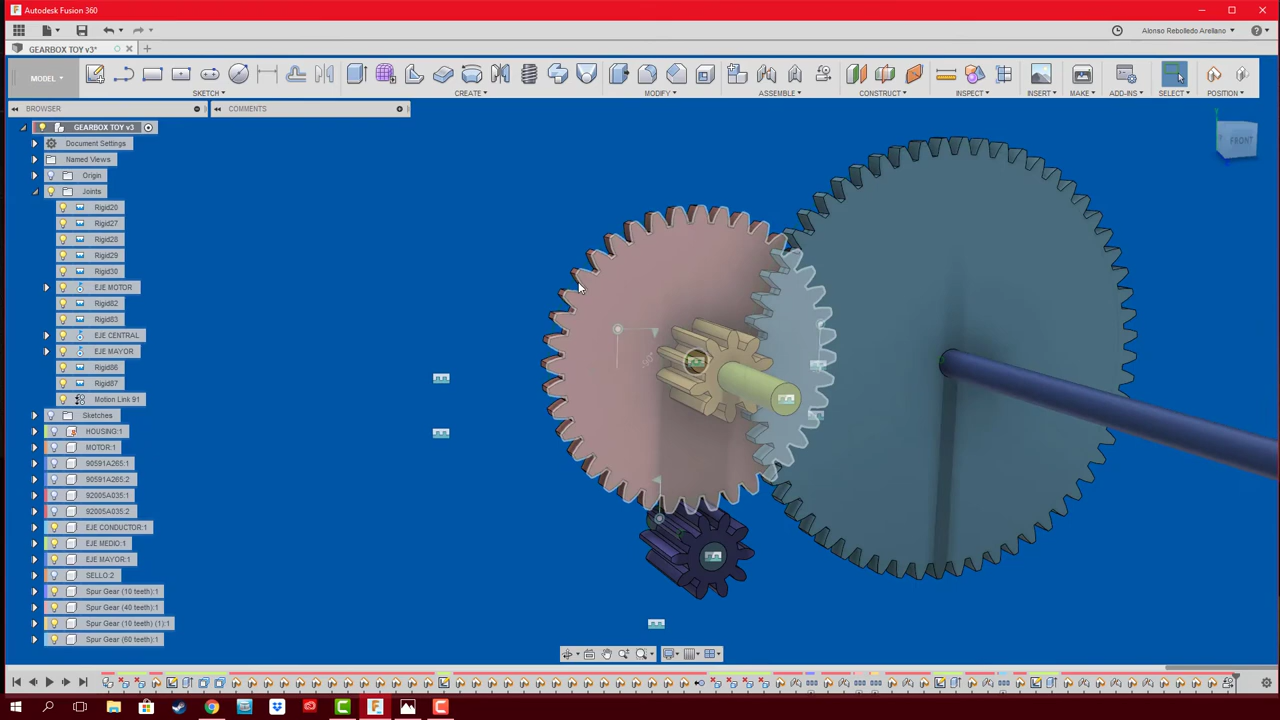 Autodesk Fusion 360
GEARBOX TOY v3*
Alonso Rebolledo Arellano
MODEL
SKETCH
CREATE
MODIFY
ASSEMBLE
CONSTRUCT
INSPECT
INSERT
MAKE
ADD-INS
SELECT
POSITION
BROWSER
COMMENTS
GEARBOX TOY v3
Document Settings
Named Views
Origin
Joints
Rigid20
Rigid27
Rigid28
Rigid29
Rigid30
EJE MOTOR
Rigid82
Rigid83
EJE CENTRAL
EJE MAYOR
Rigid86
Rigid87
Motion Link 91
Sketches
HOUSING:1
MOTOR:1
90591A265:1
90591A265:2
92005A035:1
92005A035:2
EJE CONDUCTOR:1
EJE MEDIO:1
EJE MAYOR:1
SELLO:2
Spur Gear (10 teeth):1
Spur Gear (40 teeth):1
Spur Gear (10 teeth) (1):1
Spur Gear (60 teeth):1
FRONT